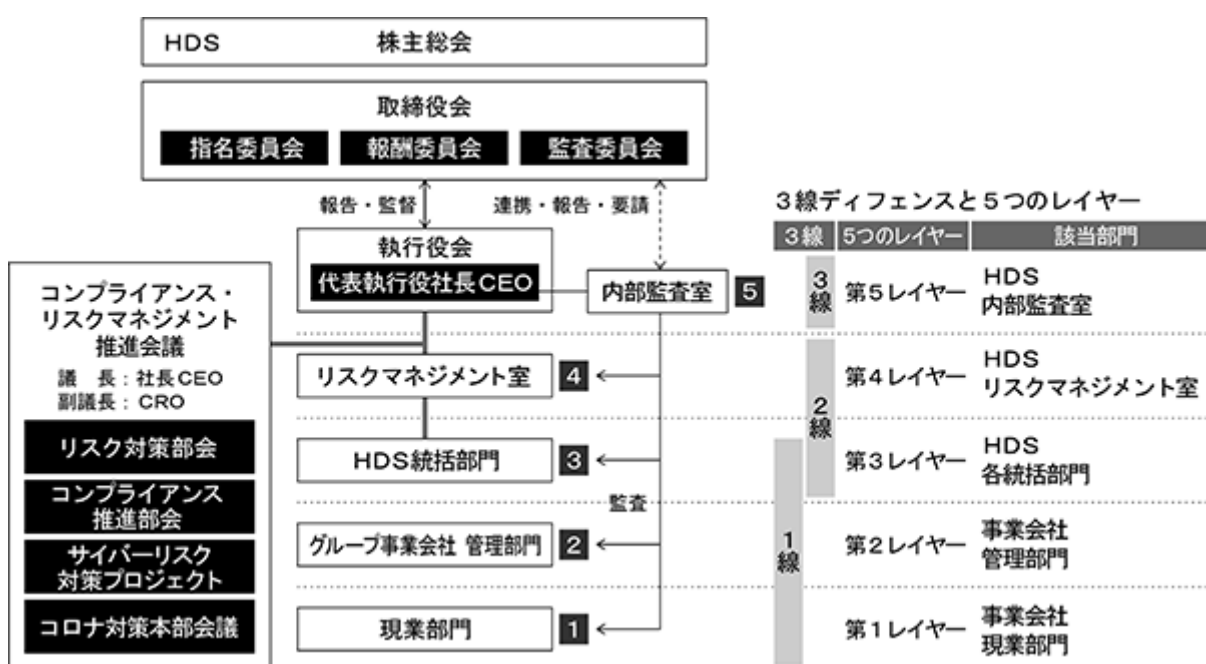 HDS 株主総会
取締役会
指名委員会 報酬委員会 監査委員会
報告・監督 連携・報告・要請
執行役会
代表執行役社長CEO
内部監査室 5
コンプライアンス・
リスクマネジメント
推進会議
議　長：社長CEO
副議長：CRO
リスク対策部会
コンプライアンス
推進部会
サイバーリスク
対策プロジェクト
コロナ対策本部会議
リスクマネジメント室 4
HDS統括部門 3
監査
グループ事業会社 管理部門 2
現業部門 1
3線ディフェンスと5つのレイヤー
3線 5つのレイヤー 該当部門
3
線
第5レイヤー
HDS
内部監査室
2
線
第4レイヤー
HDS
リスクマネジメント室
第3レイヤー
HDS
各統括部門
1
線
第2レイヤー
事業会社
管理部門
第1レイヤー
事業会社
現業部門